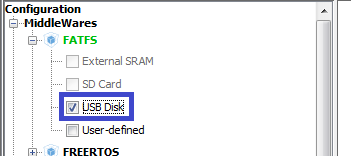 Configuration
MiddleWares
FATFS
External SRAM
SD Card
USB Disk
User-defined
FREERTOS